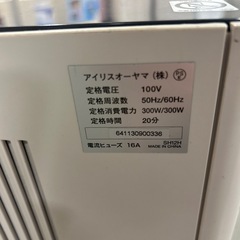 アイリスオーヤマ(株)
定格電圧 100V
定格周波数 50Hz/60Hz
定格消費電力 300W/300W
定格時間 20分
641130900336
電流ヒューズ 16A SH12H
MADE IN CHINA